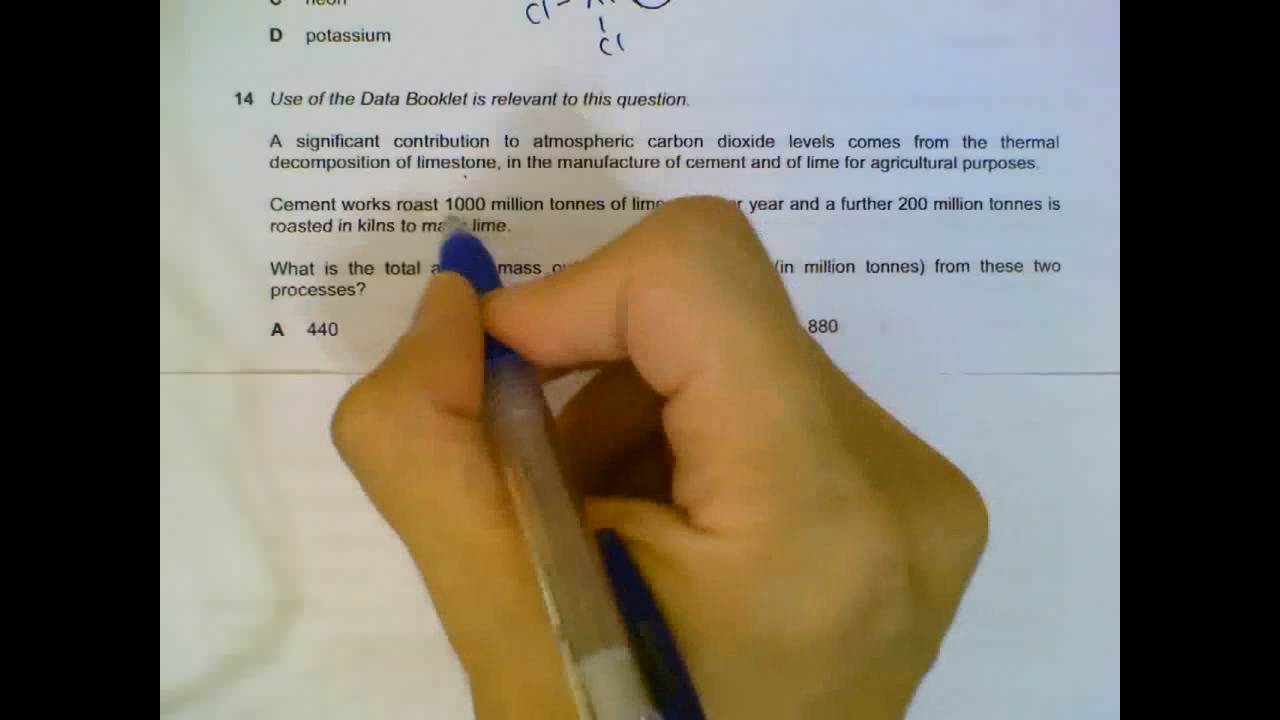 D potassium
Cl
Cl
14 Use of the Data Booklet is relevant to this question.
A significant contribution to atmospheric carbon dioxide levels comes from the thermal
decomposition of limestone, in the manufacture of cement and of lime for agricultural purposes.
Cement works roast 1000 million tonnes of year and a further 200 million tonnes is
roasted in kilns to lime.
What is the total mass (in million tonnes) from these two
processes?
A 440 880